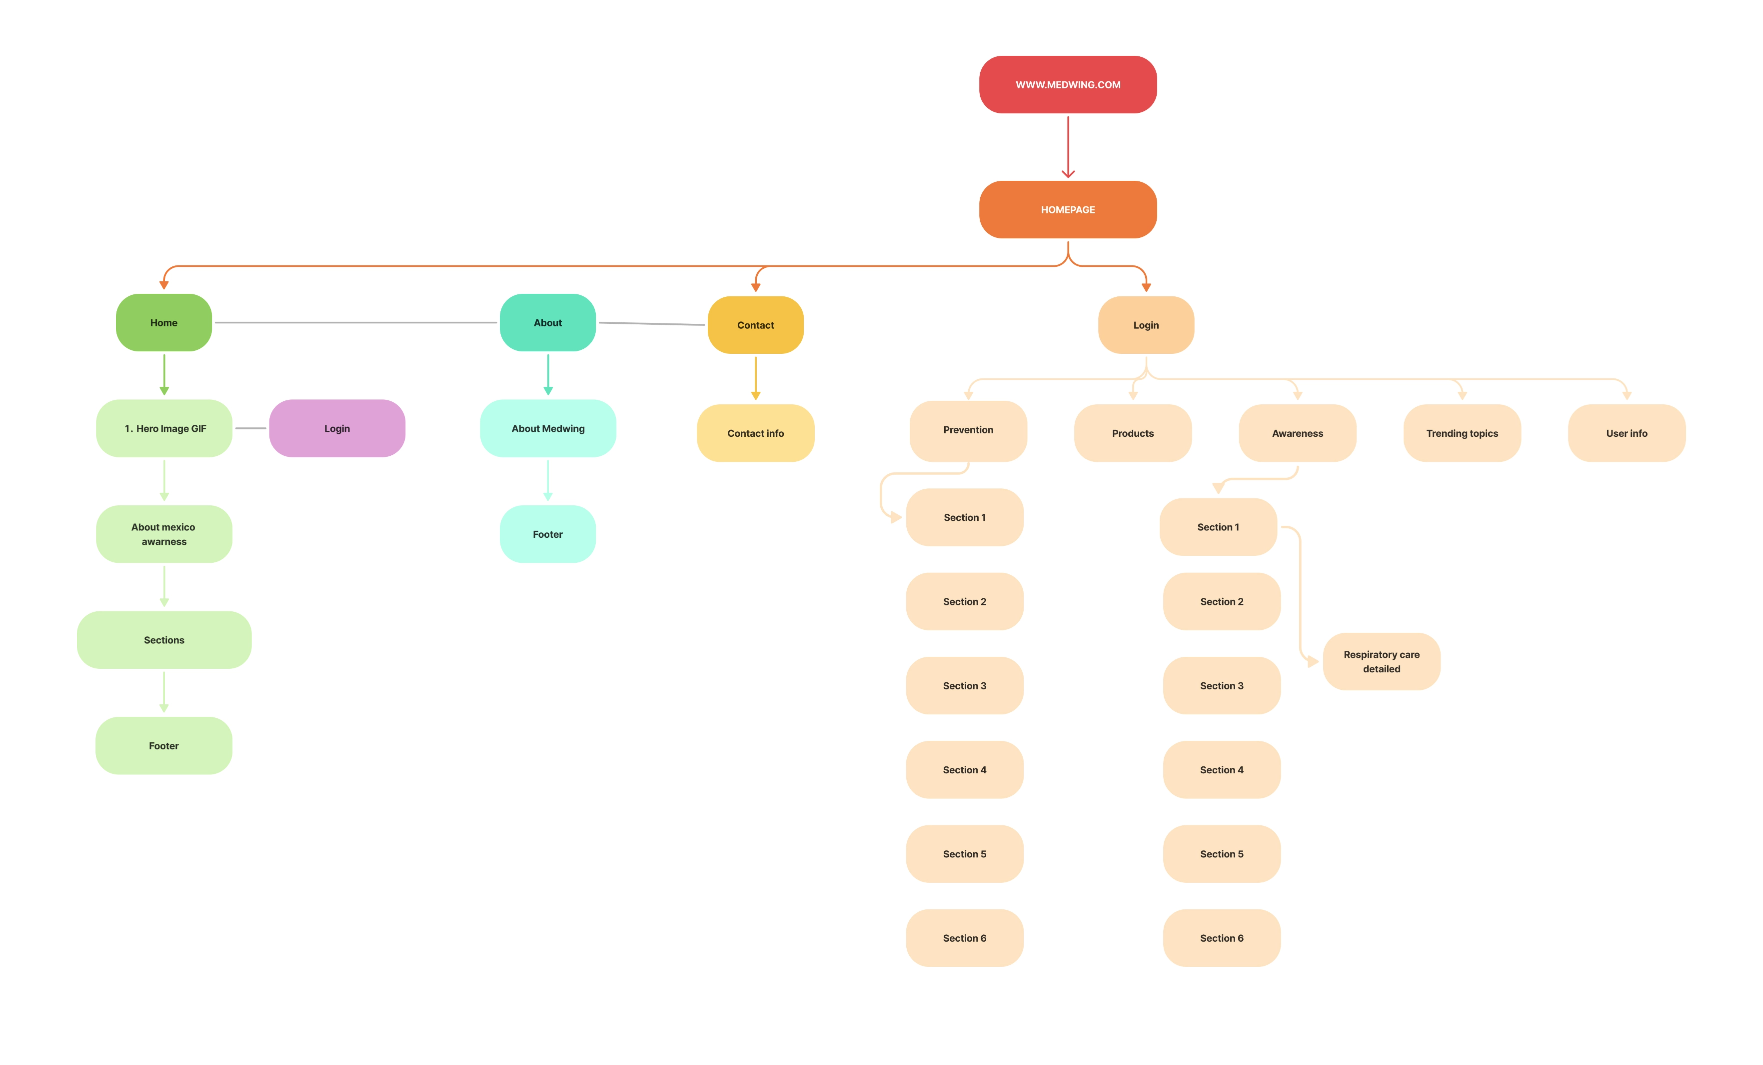 WWW.MEDWING.COM
HOMEPAGE
Home
About
Contact
Login
1. Hero Image GIF
Login
About Medwing
Contact info
Prevention
Products
Awareness
Trending topics
User info
About mexico
awarness
Footer
Section 1
Section 1
Section 2
Section 2
Sections
Respiratory care
detailed
Section 3
Section 3
Footer
Section 4
Section 4
Section 5
Section 5
Section 6
Section 6